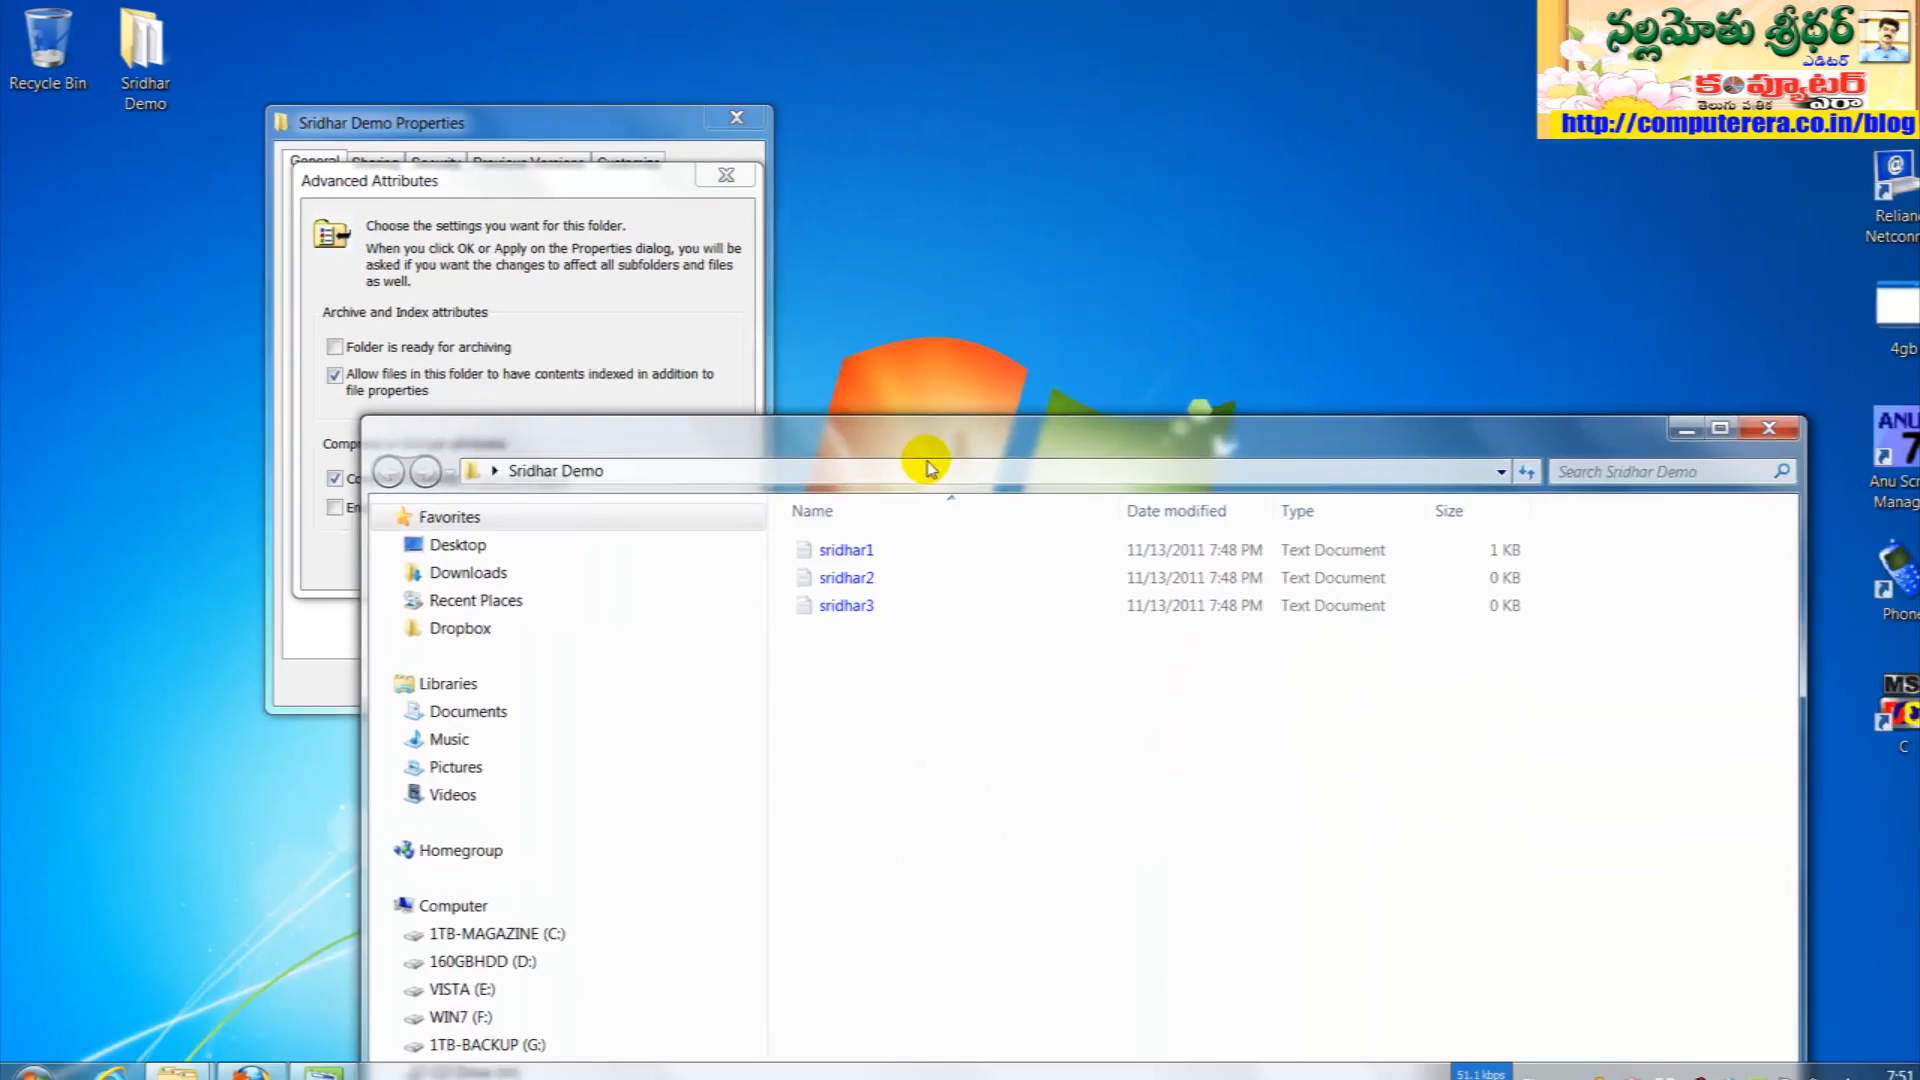 Recycle Bin
Sridhar
Demo
నల్లమోతు శ్రీధర్
ఎడిటర్
కంప్యూటర్
తెలుగు పత్రిక
ఎరా
http://computerera.co.in/blog
Sridhar Demo Properties
General Sharing Security Previous Versions Customize
Advanced Attributes
Choose the settings you want for this folder.
When you click OK or Apply on the Properties dialog, you will be
asked if you want the changes to affect all subfolders and files
as well.
Archive and Index attributes
Folder is ready for archiving
Allow files in this folder to have contents indexed in addition to
file properties
Comp
Co
En
Sridhar Demo
Search Sridhar Demo
Name Date modified Type Size
sridhar1 11/13/2011 7:48 PM Text Document 1 KB
sridhar2 11/13/2011 7:48 PM Text Document 0 KB
sridhar3 11/13/2011 7:48 PM Text Document 0 KB
Favorites
Desktop
Downloads
Recent Places
Dropbox
Libraries
Documents
Music
Pictures
Videos
Homegroup
Computer
1TB-MAGAZINE (C:)
160GBHDD (D:)
VISTA (E:)
WIN7 (F:)
1TB-BACKUP (G:)
Relian
Netconn
4gb
ANU
7
Anu Scr
Manag
Phone
MS
C
51.1 kbps
7:51